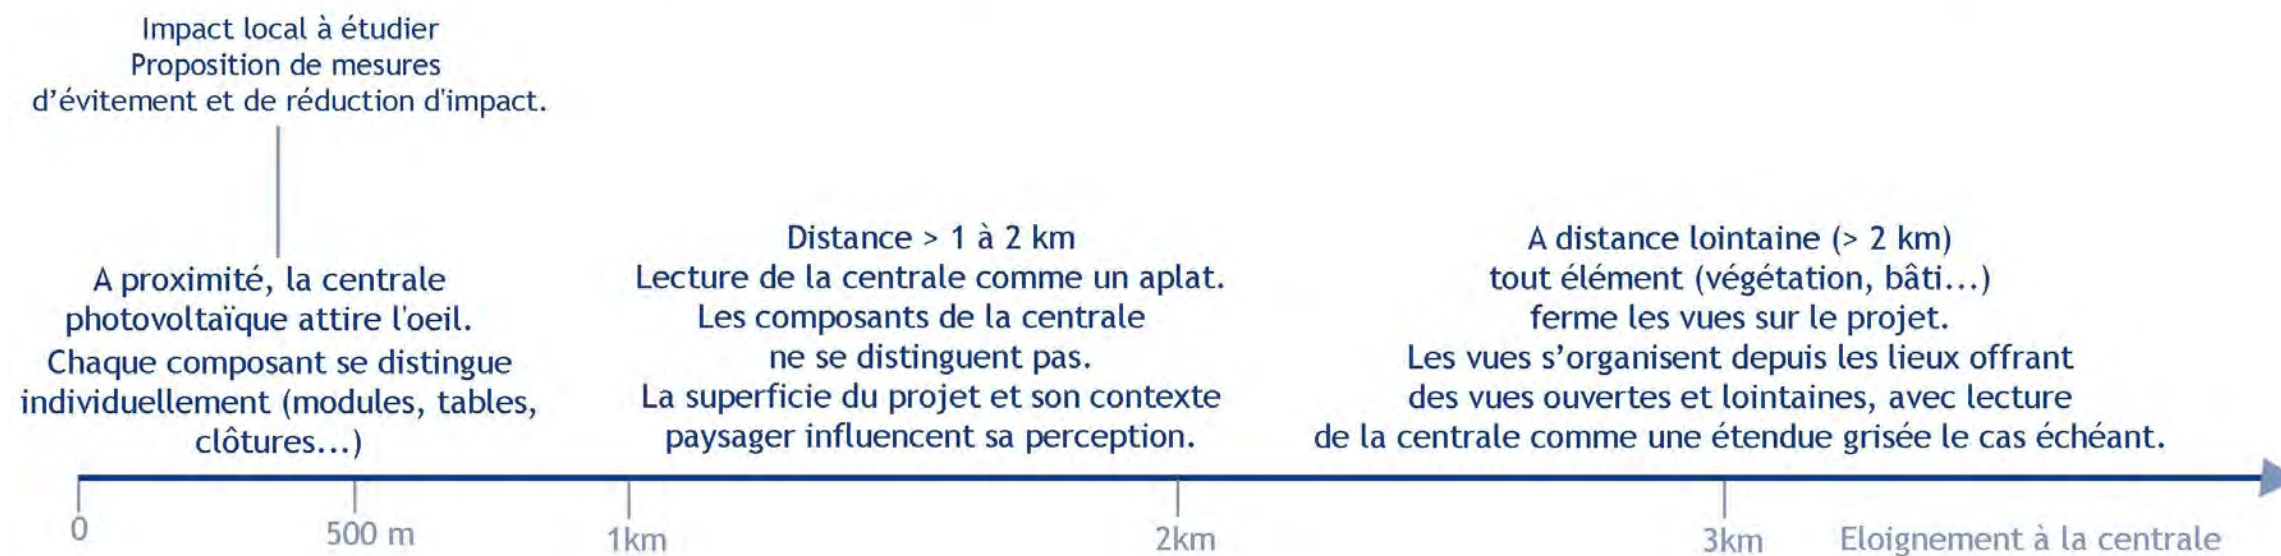 Impact local à étudier
Proposition de mesures
d’évitement et de réduction d'impact.
A proximité, la centrale
photovoltaïque attire l'oeil.
Chaque composant se distingue
individuellement (modules, tables,
clôtures...)
Distance > 1 à 2 km
Lecture de la centrale comme un aplat.
Les composants de la centrale
ne se distinguent pas.
La superficie du projet et son contexte
paysager influencent sa perception.
A distance lointaine (> 2 km)
tout élément (végétation, bâti...)
ferme les vues sur le projet.
Les vues s’organisent depuis les lieux offrant
des vues ouvertes et lointaines, avec lecture
de la centrale comme une étendue grisée le cas échéant.
0
500 m
1km
2km
3km
Eloignement à la centrale